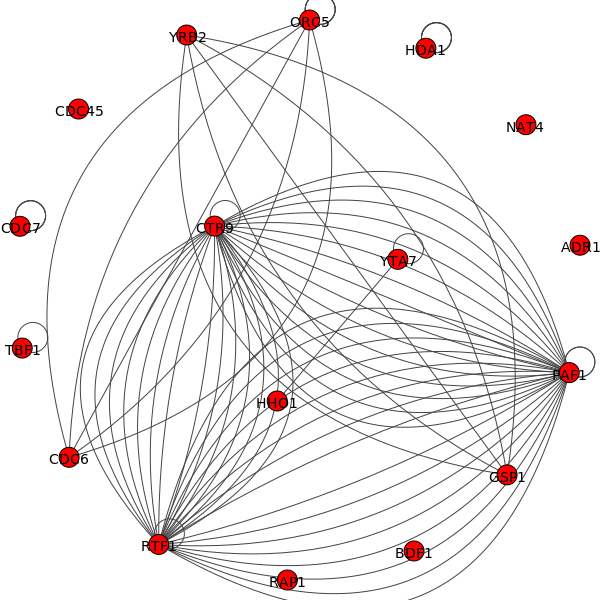 ORC5
YRB2
HDA1
CDC45
NAT4
CDC7
CTR9
ADR1
YTA7
TBF1
PAF1
HHO1
CDC6
GSP1
RTF1
BDF1
RAP1